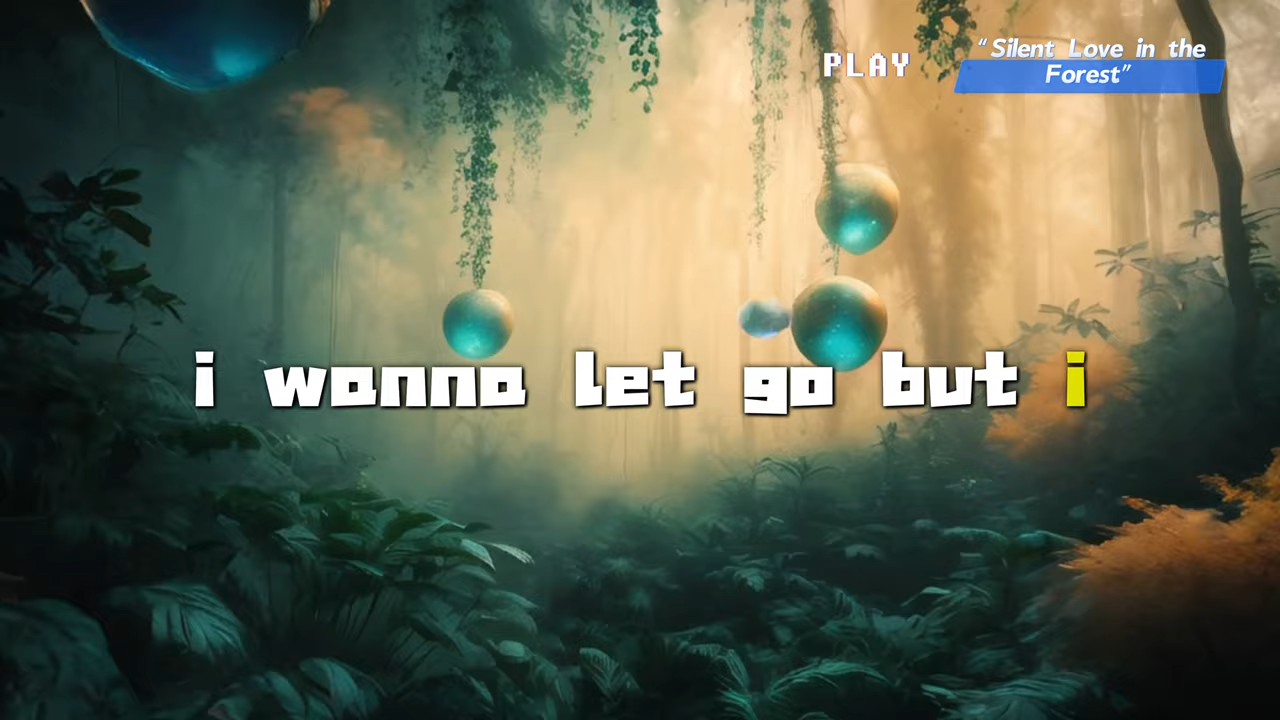 PLAY
“Silent Love in the
Forest”
i wanna let go but i